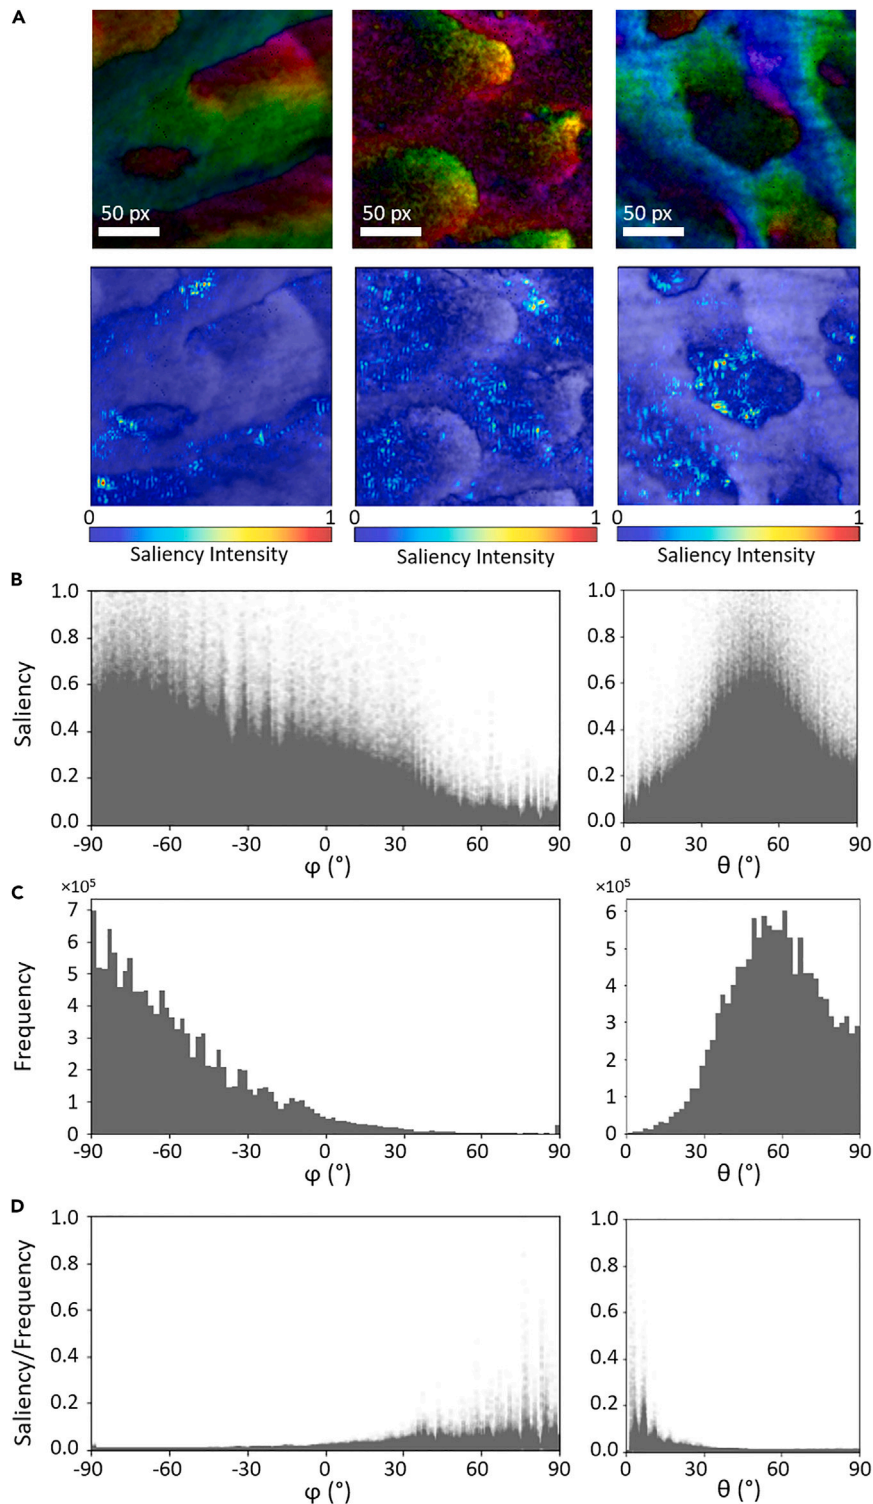 A
50 px 50 px 50 px
0 1 0 1 0 1
Saliency Intensity Saliency Intensity Saliency Intensity
B
1.0 1.0
0.8 0.8
0.6 0.6
0.4 0.4
0.2 0.2
0.0 0.0
Saliency
-90 -60 -30 0 30 60 90 0 30 60 90
φ (°) θ (°)
C
×10⁵ ×10⁵
7 6
6 5
5 4
4 3
3 2
2 1
1 0
0
Frequency
-90 -60 -30 0 30 60 90 0 30 60 90
φ (°) θ (°)
D
1.0 1.0
0.8 0.8
0.6 0.6
0.4 0.4
0.2 0.2
0.0 0.0
Saliency/Frequency
-90 -60 -30 0 30 60 90 0 30 60 90
φ (°) θ (°)